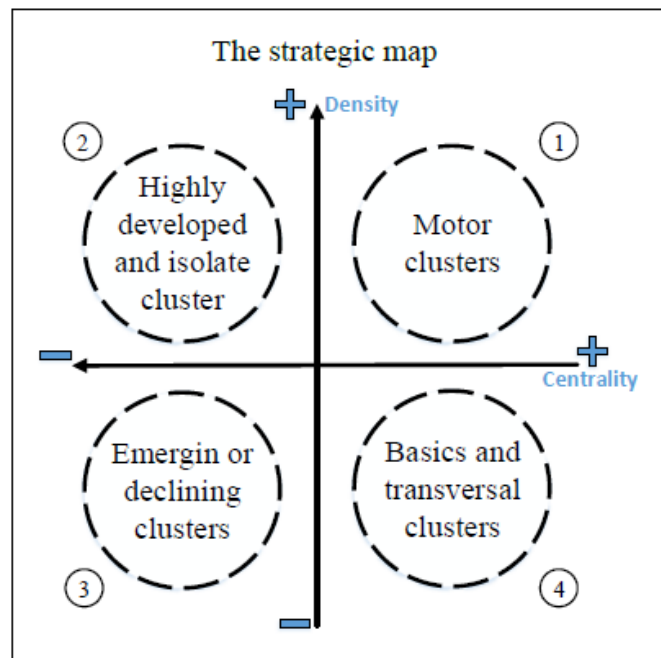 The strategic map
+ Density
2
1
Highly
developed
and isolate
cluster
Motor
clusters
−
+
Centrality
Emergin or
declining
clusters
Basics and
transversal
clusters
3
4
−